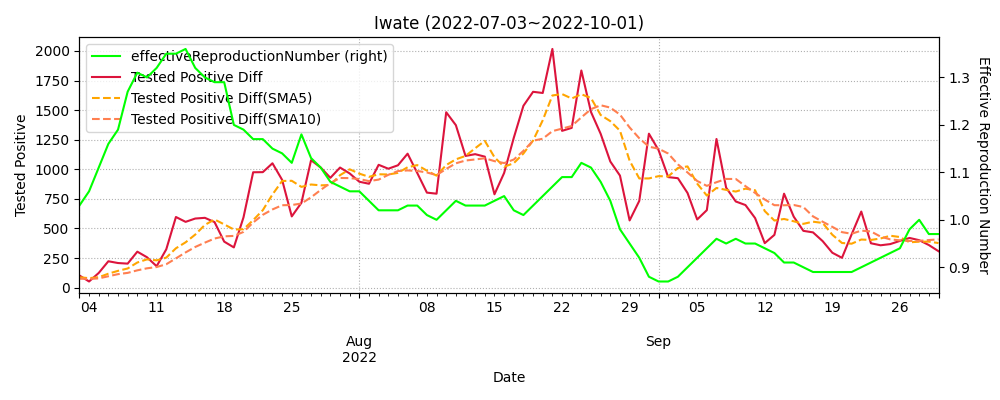 Iwate (2022-07-03~2022-10-01)
effectiveReproductionNumber (right)
Tested Positive Diff
Tested Positive Diff(SMA5)
Tested Positive Diff(SMA10)
Tested Positive
2000
1750
1500
1250
1000
750
500
250
0
1.3
1.2
1.1
1.0
0.9
Effective Reproduction Number
04 11 18 25 08 15 22 29 05 12 19 26
Aug Sep
2022
Date